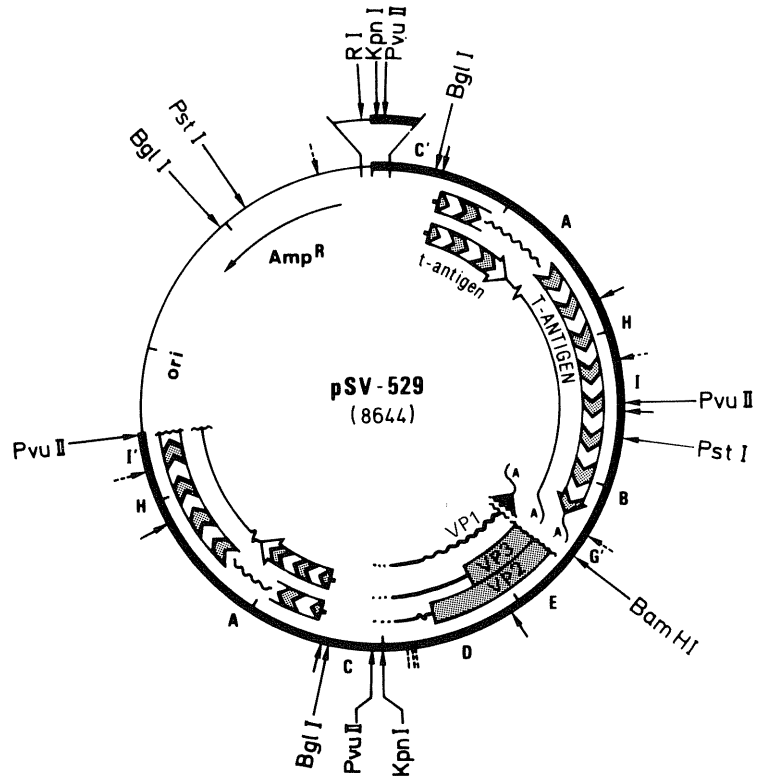 R I
Kpn I
Pvu II
Bgl I
Pst I
Bgl I
C'
A
Amp R
t-antigen
T-ANTIGEN
H
I
ori
pSV-529
(8644)
Pvu II
Pst I
Pvu II
I'
H
B
VP1
A
A
A
VP3
VP2
G'
E
Bam HI
A
D
C
Bgl I
Pvu II
Kpn I